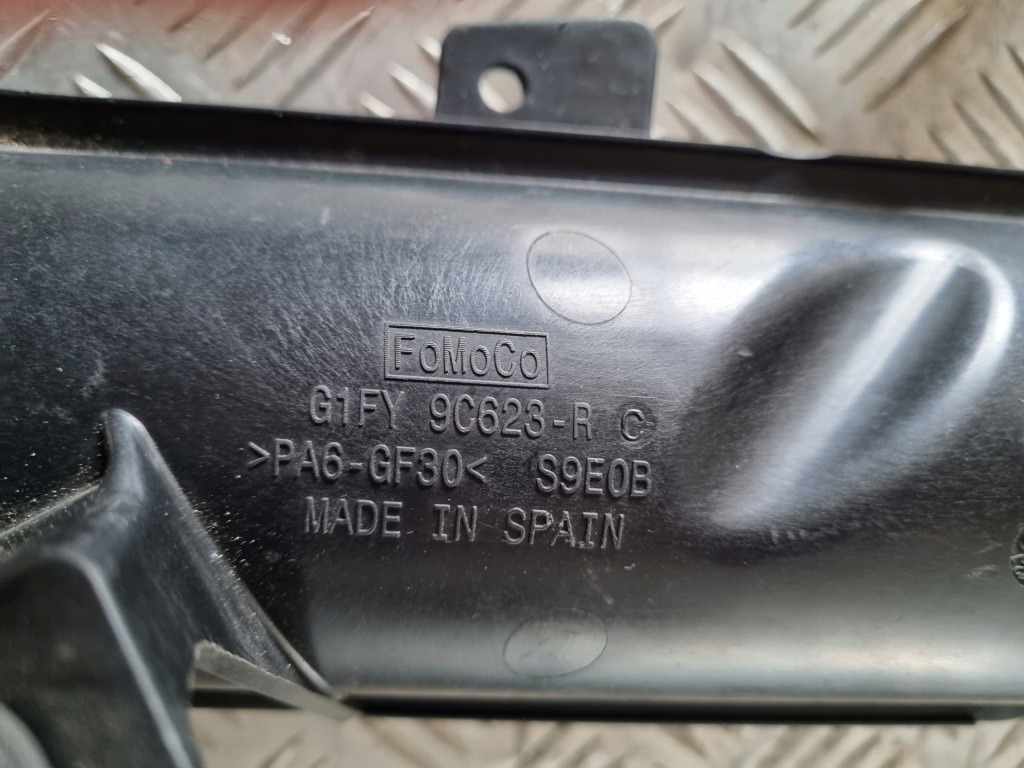 FoMoCo
G1FY 9C623-R C
>PA6-GF30< S9E0B
MADE IN SPAIN